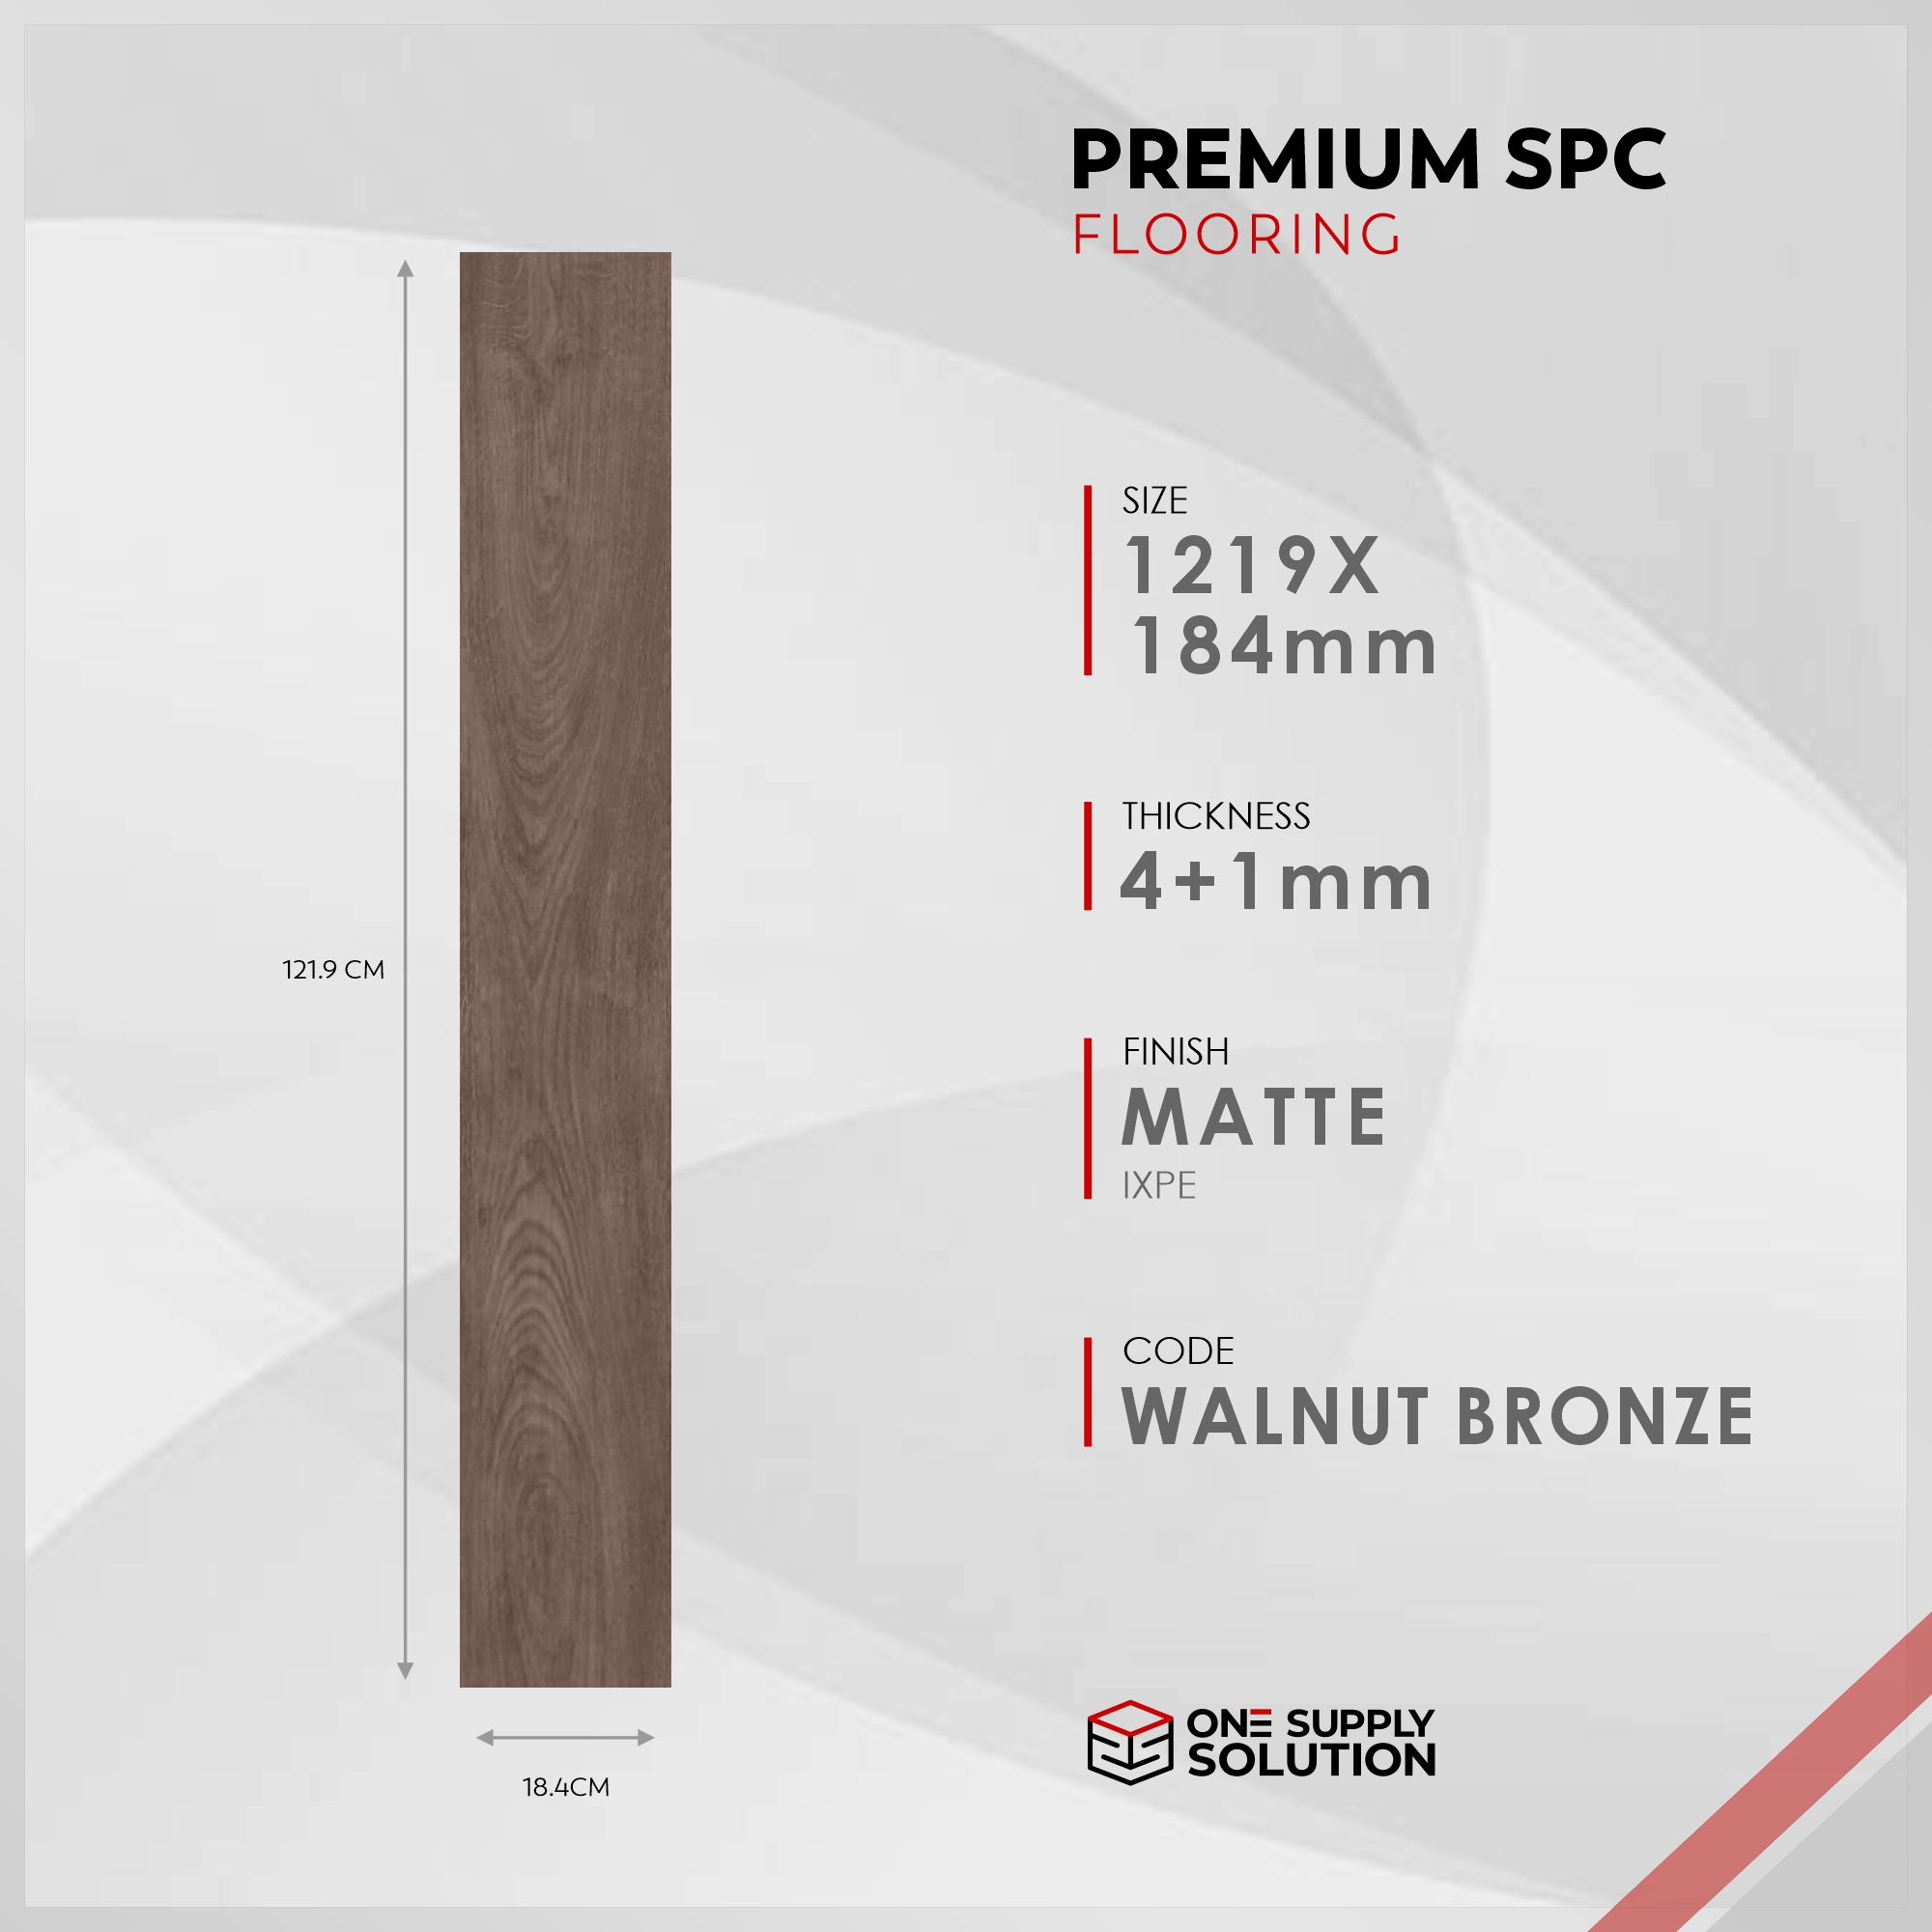 PREMIUM SPC
FLOORING
SIZE
1219X
184mm
THICKNESS
4+1mm
121.9 CM
FINISH
MATTE
IXPE
CODE
WALNUT BRONZE
ONE SUPPLY
SOLUTION
18.4CM